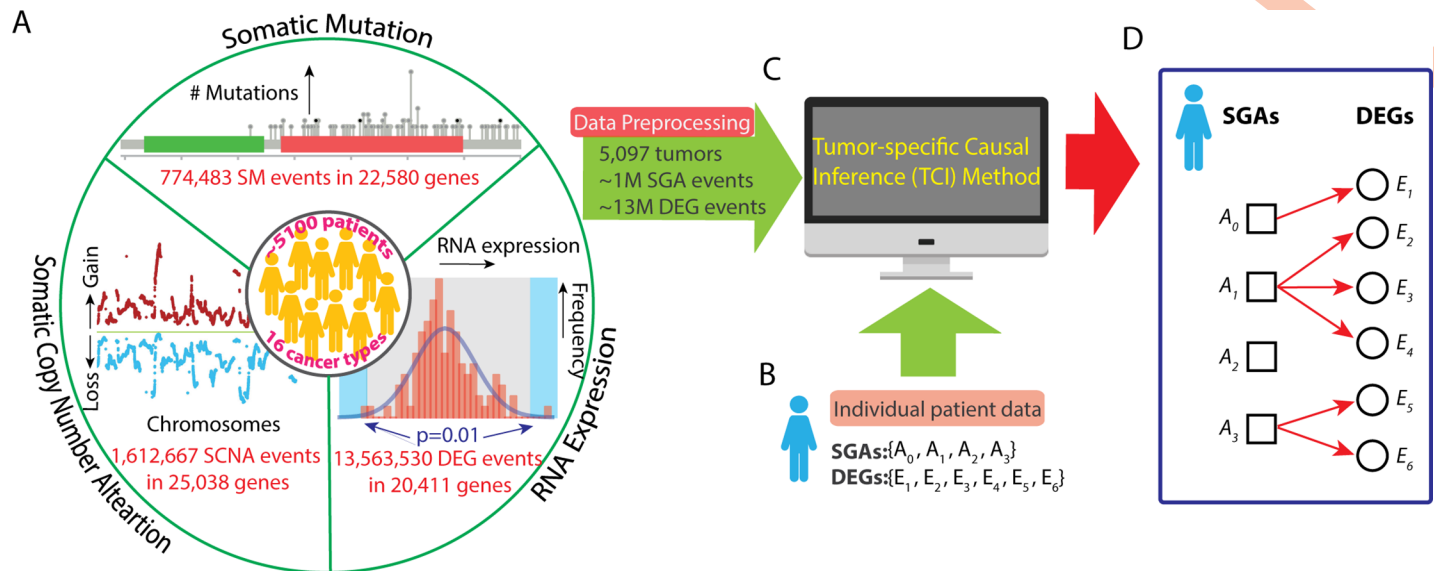 A
Somatic Mutation
# Mutations
774,483 SM events in 22,580 genes
~5100 patients
16 cancer types
Gain
Loss
Somatic Copy Number Alteartion
Chromosomes
1,612,667 SCNA events
in 25,038 genes
RNA expression
Frequency
p=0.01
13,563,530 DEG events
in 20,411 genes
RNA Expression
Data Preprocessing
5,097 tumors
~1M SGA events
~13M DEG events
B
Individual patient data
SGAs:{A0, A1, A2, A3}
DEGs:{E1, E2, E3, E4, E5, E6}
C
Tumor-specific Causal
Inference (TCI) Method
D
SGAs DEGs
A0
A1
A2
A3
E1
E2
E3
E4
E5
E6